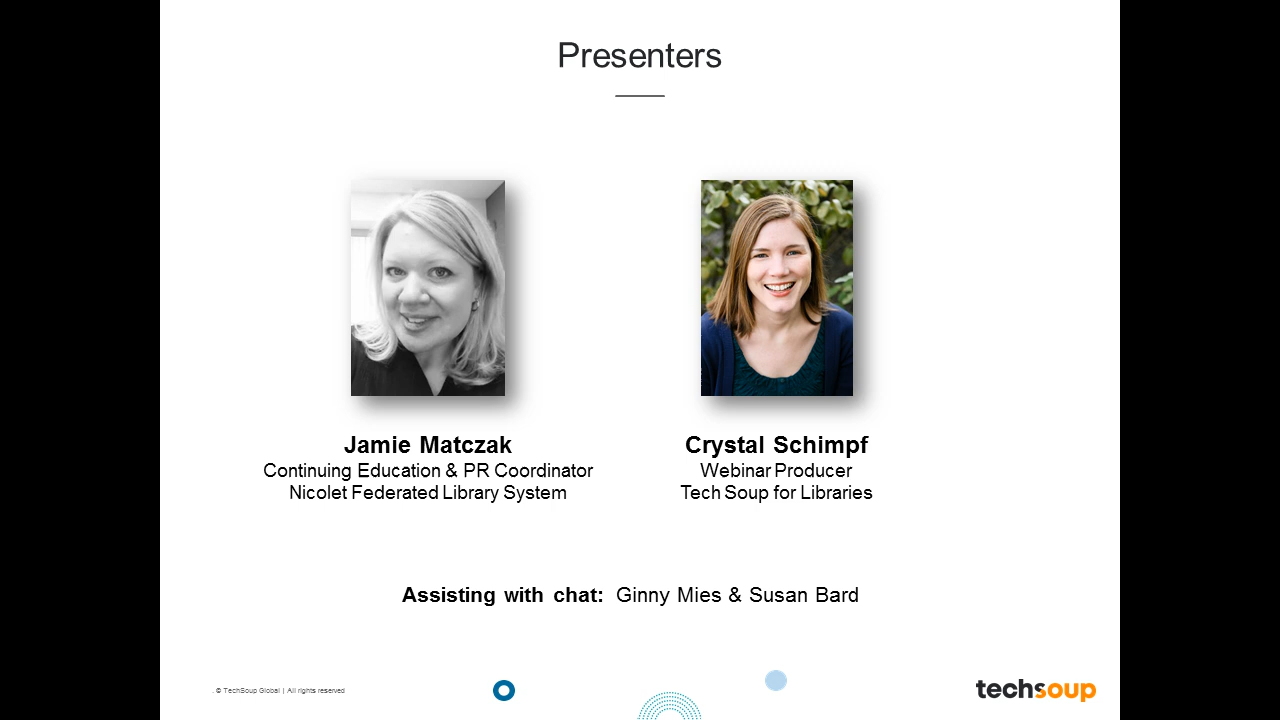 Presenters
Jamie Matczak
Continuing Education & PR Coordinator
Nicolet Federated Library System
Crystal Schimpf
Webinar Producer
Tech Soup for Libraries
Assisting with chat: Ginny Mies & Susan Bard
. © TechSoup Global | All rights reserved
techsoup